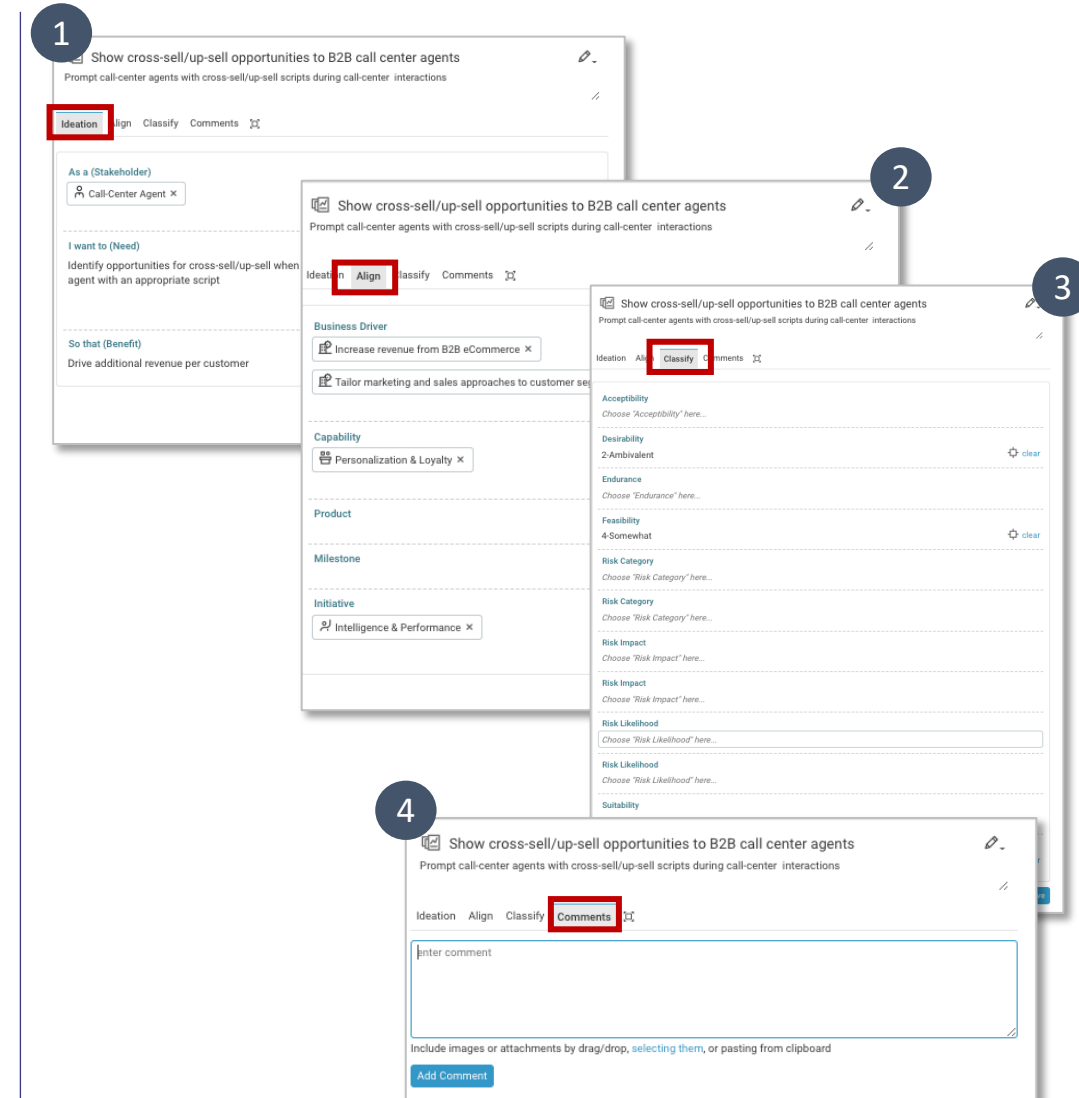 1
Show cross-sell/up-sell opportunities to B2B call center agents
Prompt call-center agents with cross-sell/up-sell scripts during call-center interactions
Ideation Align Classify Comments
As a (Stakeholder)
Call-Center Agent ×
I want to (Need)
Identify opportunities for cross-sell/up-sell when
agent with an appropriate script
So that (Benefit)
Drive additional revenue per customer
2
Show cross-sell/up-sell opportunities to B2B call center agents
Prompt call-center agents with cross-sell/up-sell scripts during call-center interactions
Ideation Align Classify Comments
Business Driver
Increase revenue from B2B eCommerce ×
Tailor marketing and sales approaches to customer
Capability
Personalization & Loyalty ×
Product
Milestone
Initiative
Intelligence & Performance ×
3
Show cross-sell/up-sell opportunities to B2B call center agents
Prompt call-center agents with cross-sell/up-sell scripts during call-center interactions
Ideation Align Classify Comments
Acceptibility
Choose "Acceptibility" here...
Desirability
2-Ambivalent clear
Endurance
Choose "Endurance" here...
Feasibility
4-Somewhat clear
Risk Category
Choose "Risk Category" here...
Risk Category
Choose "Risk Category" here...
Risk Impact
Choose "Risk Impact" here...
Risk Impact
Choose "Risk Impact" here...
Risk Likelihood
Choose "Risk Likelihood" here...
Risk Likelihood
Choose "Risk Likelihood" here...
Suitability
4
Show cross-sell/up-sell opportunities to B2B call center agents
Prompt call-center agents with cross-sell/up-sell scripts during call-center interactions
Ideation Align Classify Comments
enter comment
Include images or attachments by drag/drop, selecting them, or pasting from clipboard
Add Comment